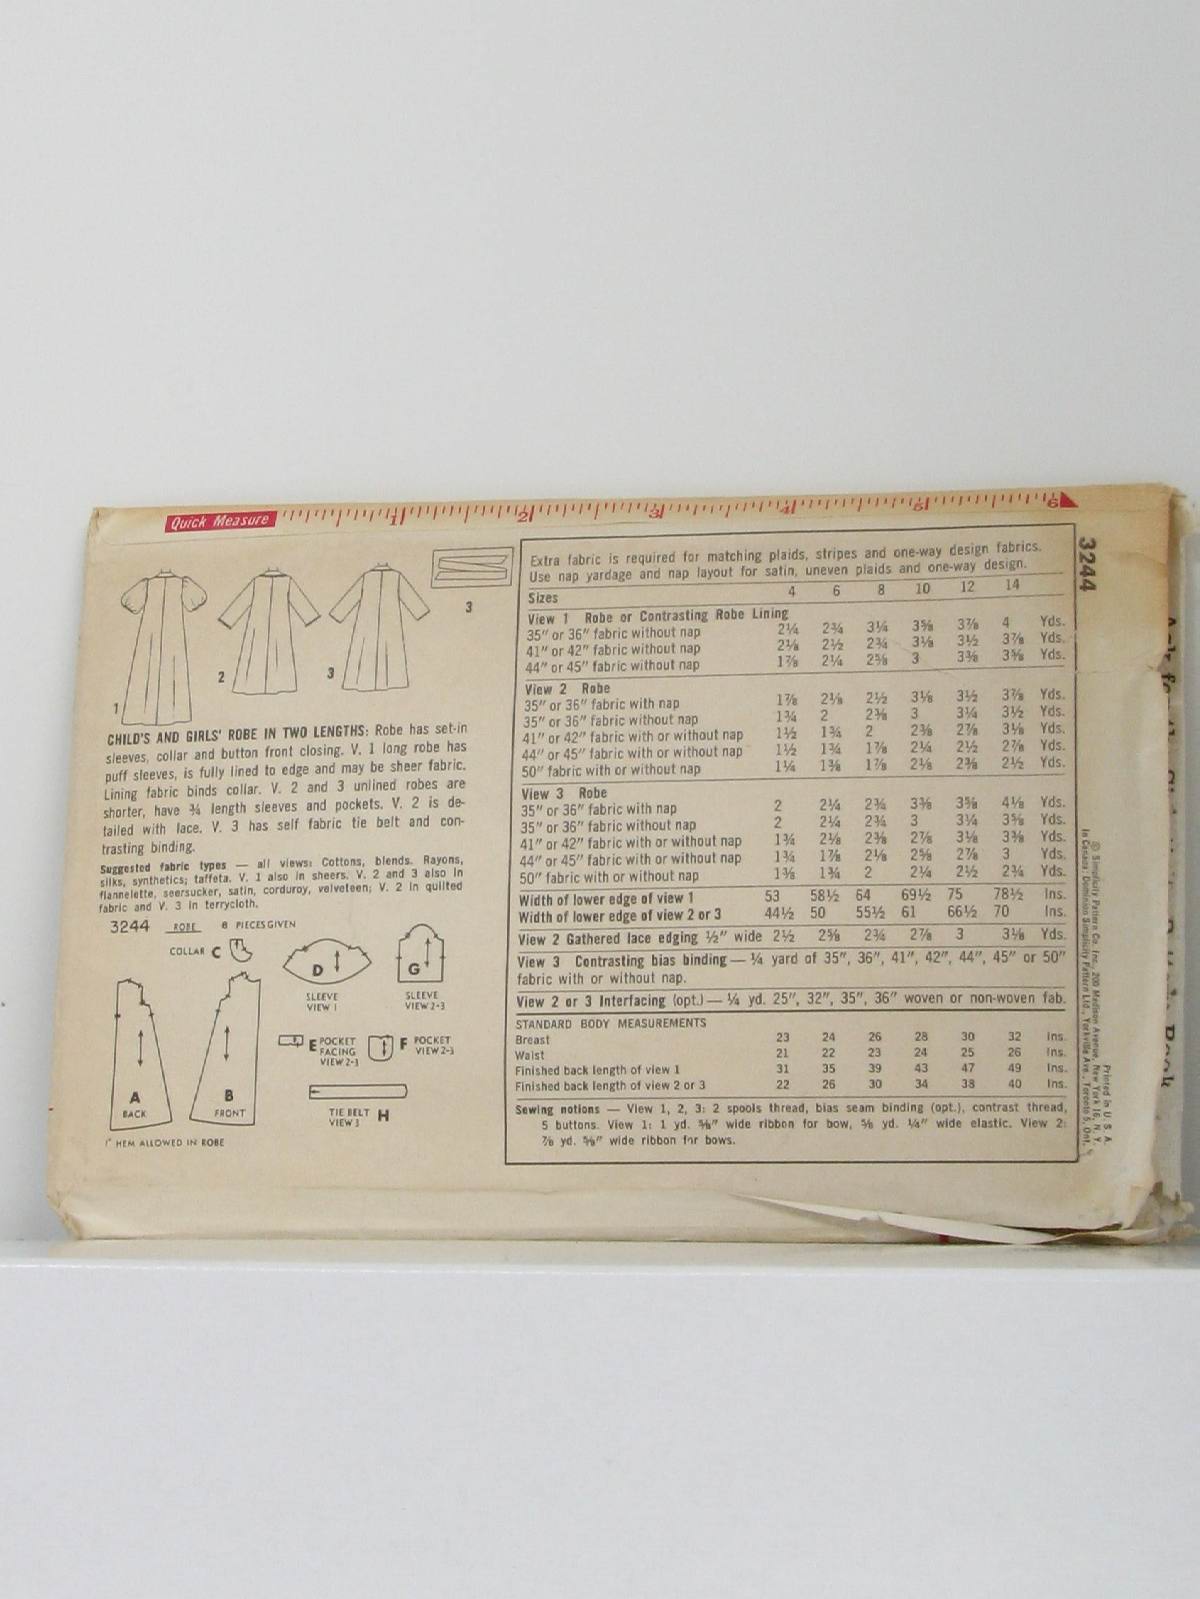 Quick Measure
1 2 3 4 5 6
3
1
2
3
CHILD'S AND GIRLS' ROBE IN TWO LENGTHS: Robe has set-in
sleeves, collar and button front closing. V. 1 long robe has
puff sleeves, is fully lined to edge and may be sheer fabric.
Lining fabric binds collar. V. 2 and 3 unlined robes are
shorter, have ¾ length sleeves and pockets. V. 2 is de-
tailed with lace. V. 3 has self fabric tie belt and con-
trasting binding.
Suggested fabric types — all views: Cottons, blends. Rayons,
silks, synthetics; taffeta. V. 1 also in sheers. V. 2 and 3 also in
flannelette, seersucker, satin, corduroy, velveteen; V. 2 in quilted
fabric and V. 3 in terrycloth.
3244 ROBE 8 PIECES GIVEN
COLLAR C
D
SLEEVE
VIEW 1
G
SLEEVE
VIEW 2-3
E POCKET
FACING
VIEW 2-3
F POCKET
VIEW 2-3
A
BACK
B
FRONT
TIE BELT H
VIEW 3
1" HEM ALLOWED IN ROBE
Extra fabric is required for matching plaids, stripes and one-way design fabrics.
Use nap yardage and nap layout for satin, uneven plaids and one-way design.
Sizes 4 6 8 10 12 14
View 1 Robe or Contrasting Robe Lining
35" or 36" fabric without nap 2¼ 2¾ 3¼ 3⅝ 3⅞ 4 Yds.
41" or 42" fabric without nap 2⅛ 2½ 2¾ 3⅛ 3½ 3⅞ Yds.
44" or 45" fabric without nap 1⅞ 2¼ 2⅝ 3 3⅜ 3⅝ Yds.
View 2 Robe
35" or 36" fabric with nap 1⅞ 2⅛ 2½ 3⅛ 3½ 3⅞ Yds.
35" or 36" fabric without nap 1¾ 2 2⅜ 3 3¼ 3½ Yds.
41" or 42" fabric with or without nap 1½ 1¾ 2 2⅜ 2⅞ 3⅛ Yds.
44" or 45" fabric with or without nap 1½ 1¾ 1⅞ 2¼ 2½ 2⅞ Yds.
50" fabric with or without nap 1¼ 1⅜ 1⅞ 2⅛ 2⅜ 2½ Yds.
View 3 Robe
35" or 36" fabric with nap 2 2¼ 2¾ 3⅜ 3⅝ 4⅛ Yds.
35" or 36" fabric without nap 2 2¼ 2¾ 3 3¼ 3⅝ Yds.
41" or 42" fabric with or without nap 1¾ 2⅛ 2⅜ 2⅞ 3⅛ 3⅜ Yds.
44" or 45" fabric with or without nap 1¾ 1⅞ 2⅛ 2⅝ 2⅞ 3 Yds.
50" fabric with or without nap 1⅜ 1¾ 2 2¼ 2½ 2¾ Yds.
Width of lower edge of view 1 53 58½ 64 69½ 75 78½ Ins.
Width of lower edge of view 2 or 3 44½ 50 55½ 61 66½ 70 Ins.
View 2 Gathered lace edging ½" wide 2½ 2⅝ 2¾ 2⅞ 3 3⅛ Yds.
View 3 Contrasting bias binding — ¼ yard of 35", 36", 41", 42", 44", 45" or 50"
fabric with or without nap.
View 2 or 3 Interfacing (opt.) — ¼ yd. 25", 32", 35", 36" woven or non-woven fab.
STANDARD BODY MEASUREMENTS
Breast 23 24 26 28 30 32 Ins.
Waist 21 22 23 24 25 26 Ins.
Finished back length of view 1 31 35 39 43 47 49 Ins.
Finished back length of view 2 or 3 22 26 30 34 38 40 Ins.
Sewing notions — View 1, 2, 3: 2 spools thread, bias seam binding (opt.), contrast thread,
5 buttons. View 1: 1 yd. ⅝" wide ribbon for bow, ⅝ yd. ¼" wide elastic. View 2:
⅞ yd. ⅝" wide ribbon for bows.
3244
© Simplicity Pattern Co. Inc., 200 Madison Avenue, New York 16, N. Y.
In Canada: Dominion Simplicity Pattern Ltd., Yorkville Ave., Toronto 5, Ont.
Printed in U. S. A.